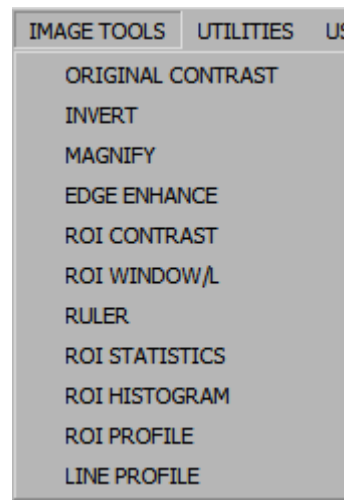 IMAGE TOOLS UTILITIES
ORIGINAL CONTRAST
INVERT
MAGNIFY
EDGE ENHANCE
ROI CONTRAST
ROI WINDOW/L
RULER
ROI STATISTICS
ROI HISTOGRAM
ROI PROFILE
LINE PROFILE